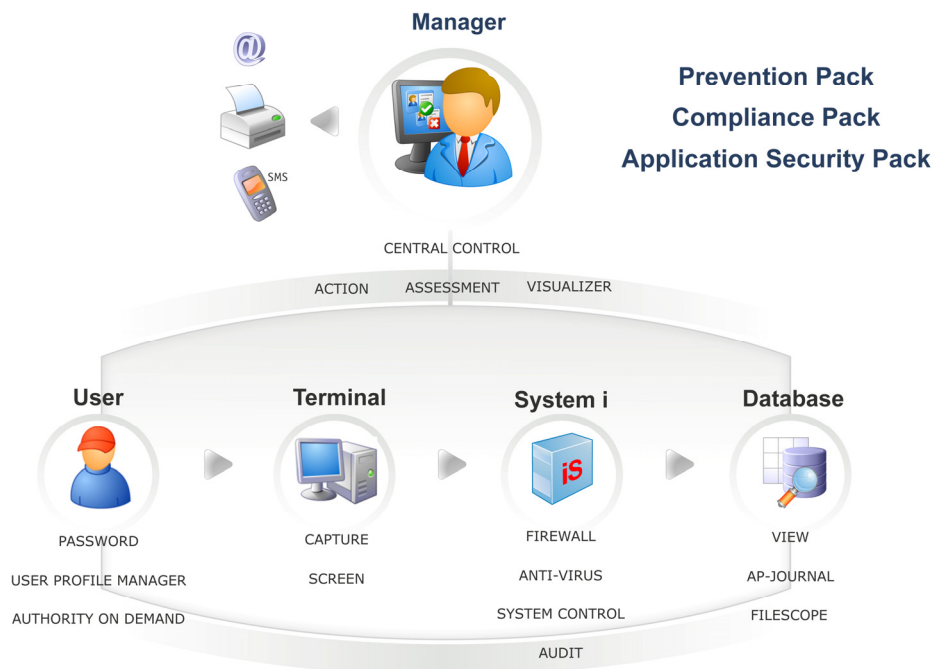 Manager
@
SMS
Prevention Pack
Compliance Pack
Application Security Pack
CENTRAL CONTROL
ACTION ASSESSMENT VISUALIZER
User
PASSWORD
USER PROFILE MANAGER
AUTHORITY ON DEMAND
Terminal
CAPTURE
SCREEN
System i
iS
FIREWALL
ANTI-VIRUS
SYSTEM CONTROL
AUDIT
Database
VIEW
AP-JOURNAL
FILESCOPE